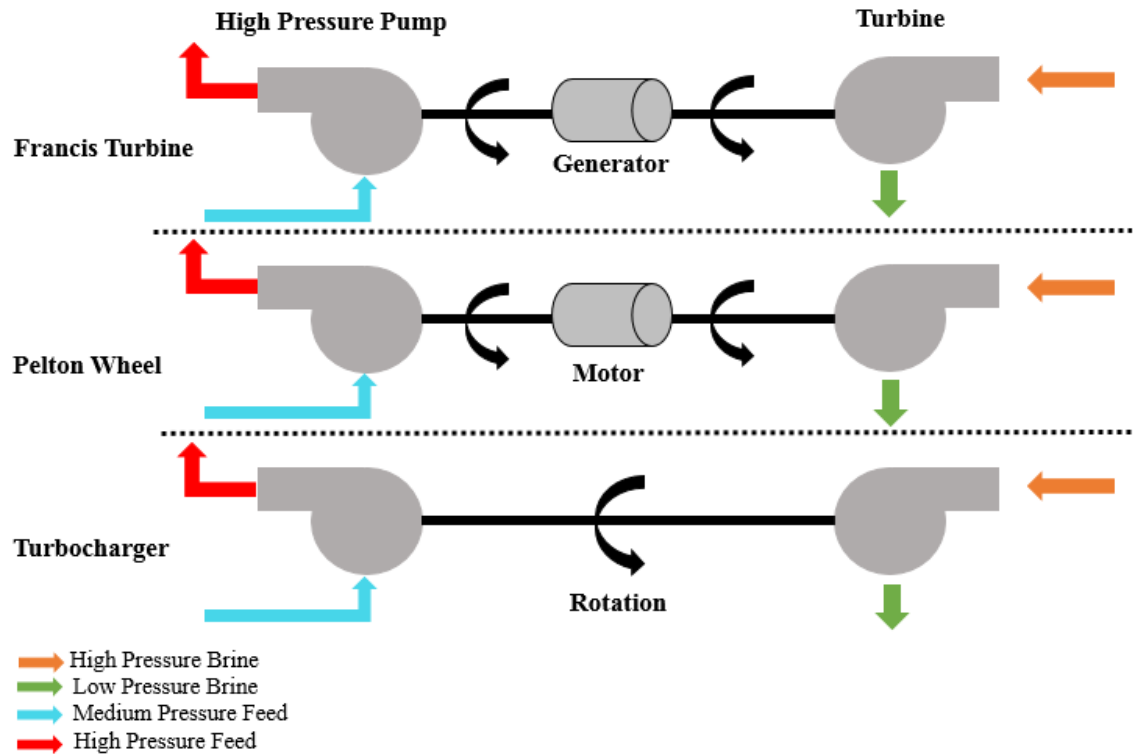 High Pressure Pump
Turbine
Francis Turbine
Generator
Pelton Wheel
Motor
Turbocharger
Rotation
High Pressure Brine
Low Pressure Brine
Medium Pressure Feed
High Pressure Feed